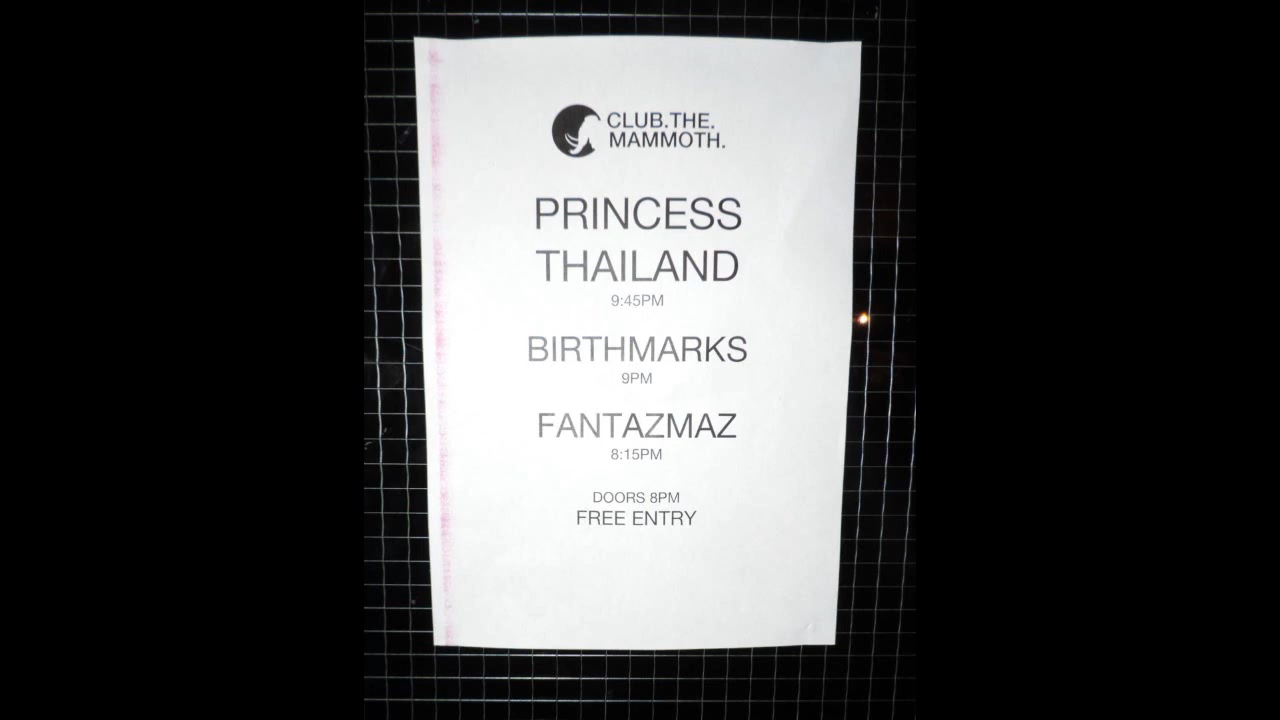 CLUB.THE.
MAMMOTH.
PRINCESS
THAILAND
9:45PM
BIRTHMARKS
9PM
FANTAZMAZ
8:15PM
DOORS 8PM
FREE ENTRY